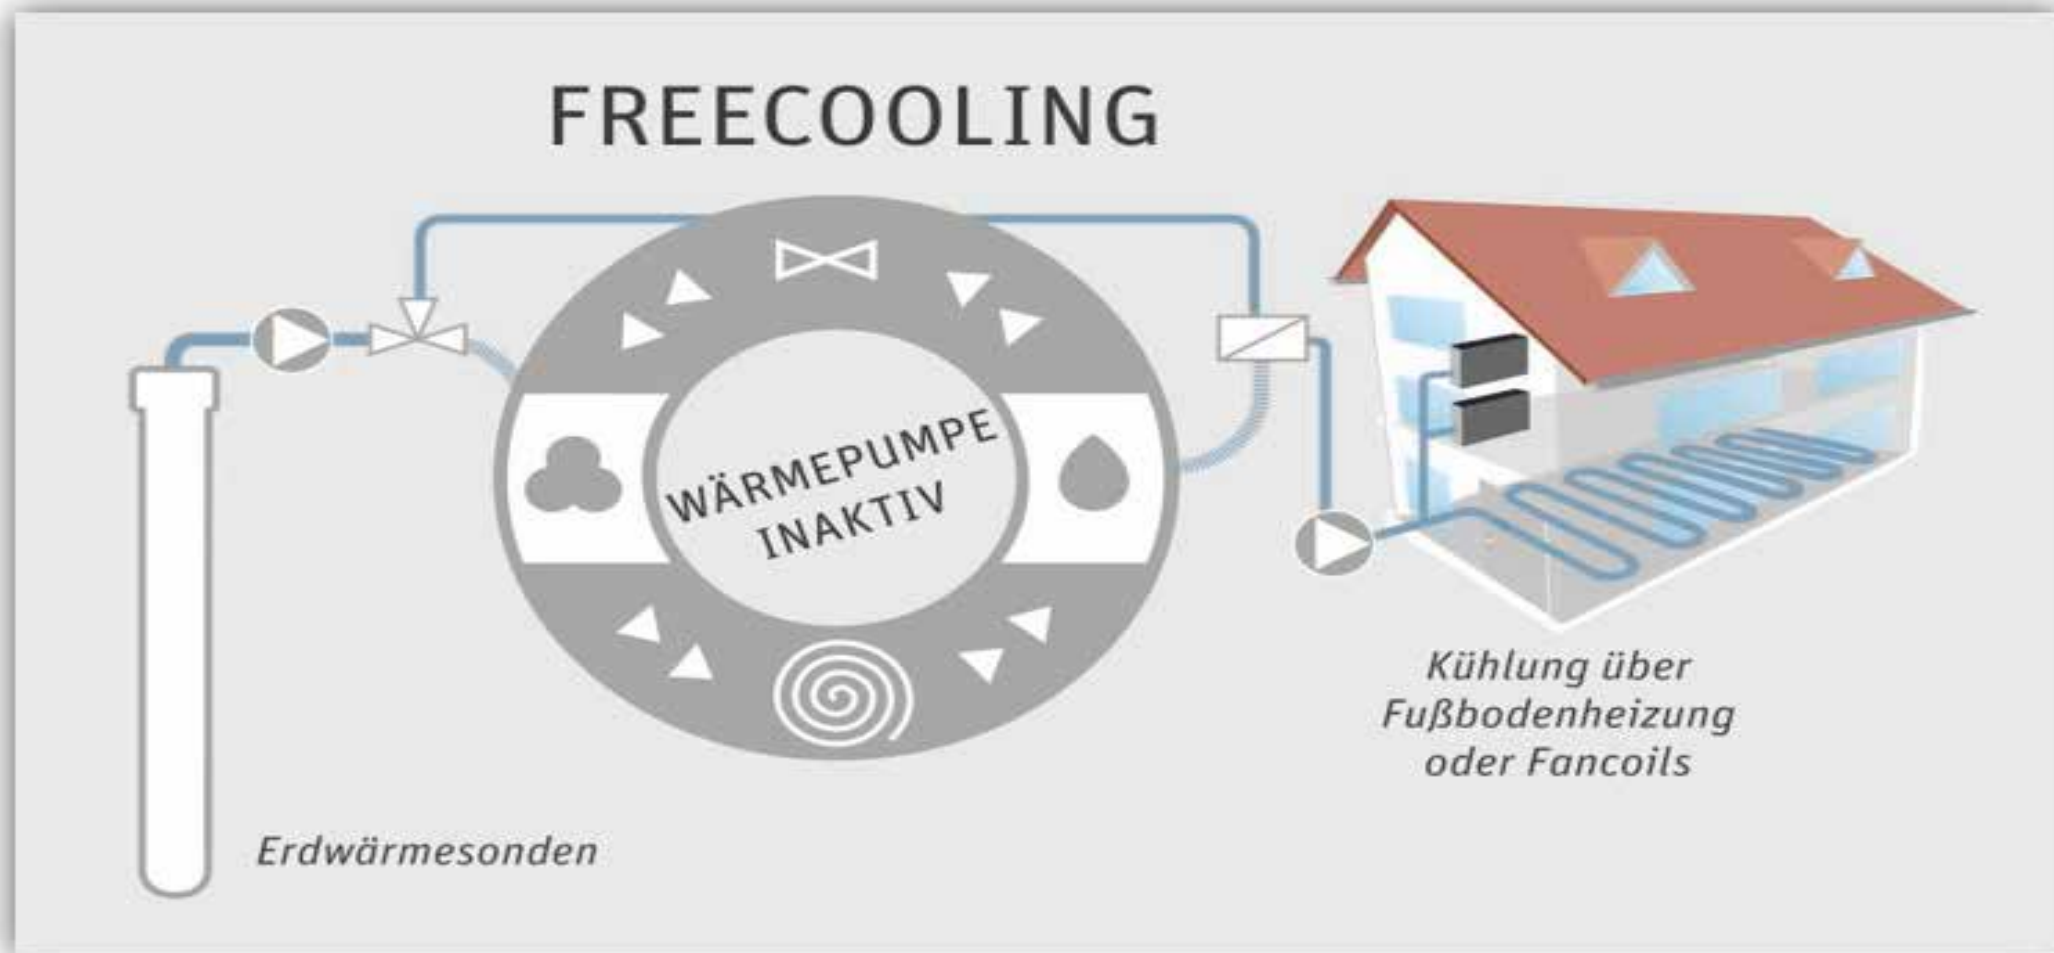 FREECOOLING
WÄRMEPUMPE
INAKTIV
Kühlung über
Fußbodenheizung
oder Fancoils
Erdwärmesonden